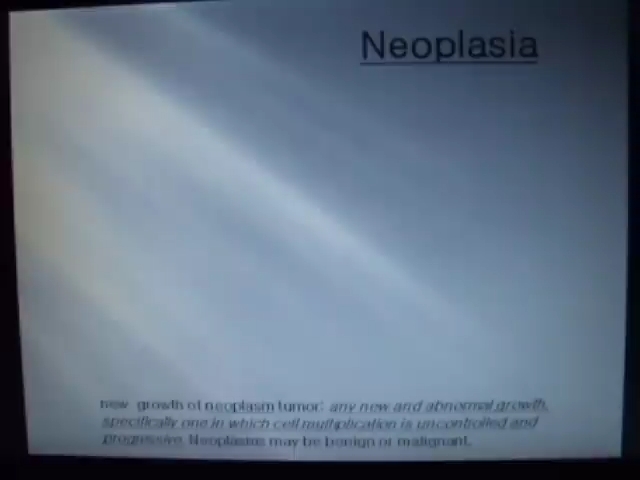 Neoplasia
new growth of neoplasm tumor: any new and abnormal growth,
specifically one in which cell multiplication is uncontrolled and
progressive. Neoplasms may be benign or malignant.